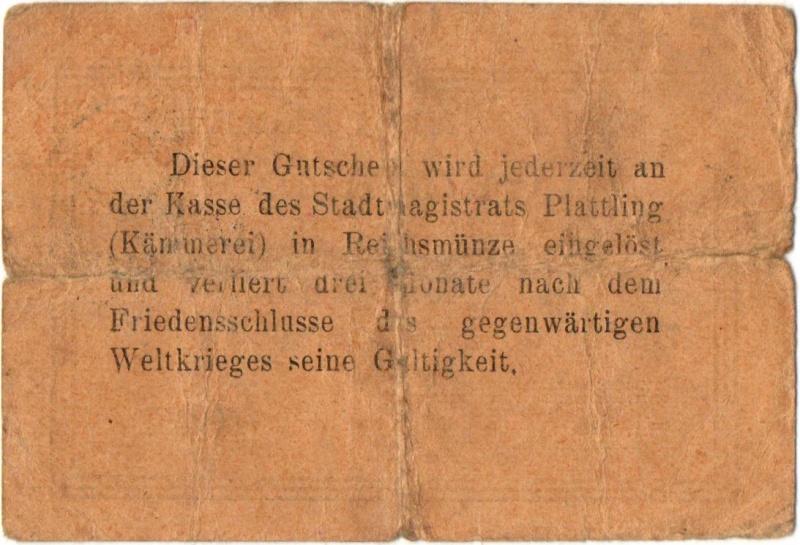 Dieser Gutschein wird jederzeit an
der Kasse des Stadtmagistrats Plattling
(Kämmerei) in Reichsmünze eingelöst
und verliert drei Monate nach dem
Friedensschlusse des gegenwärtigen
Weltkrieges seine Gültigkeit.